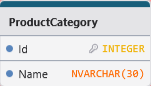 ProductCategory
Id INTEGER
Name NVARCHAR(30)